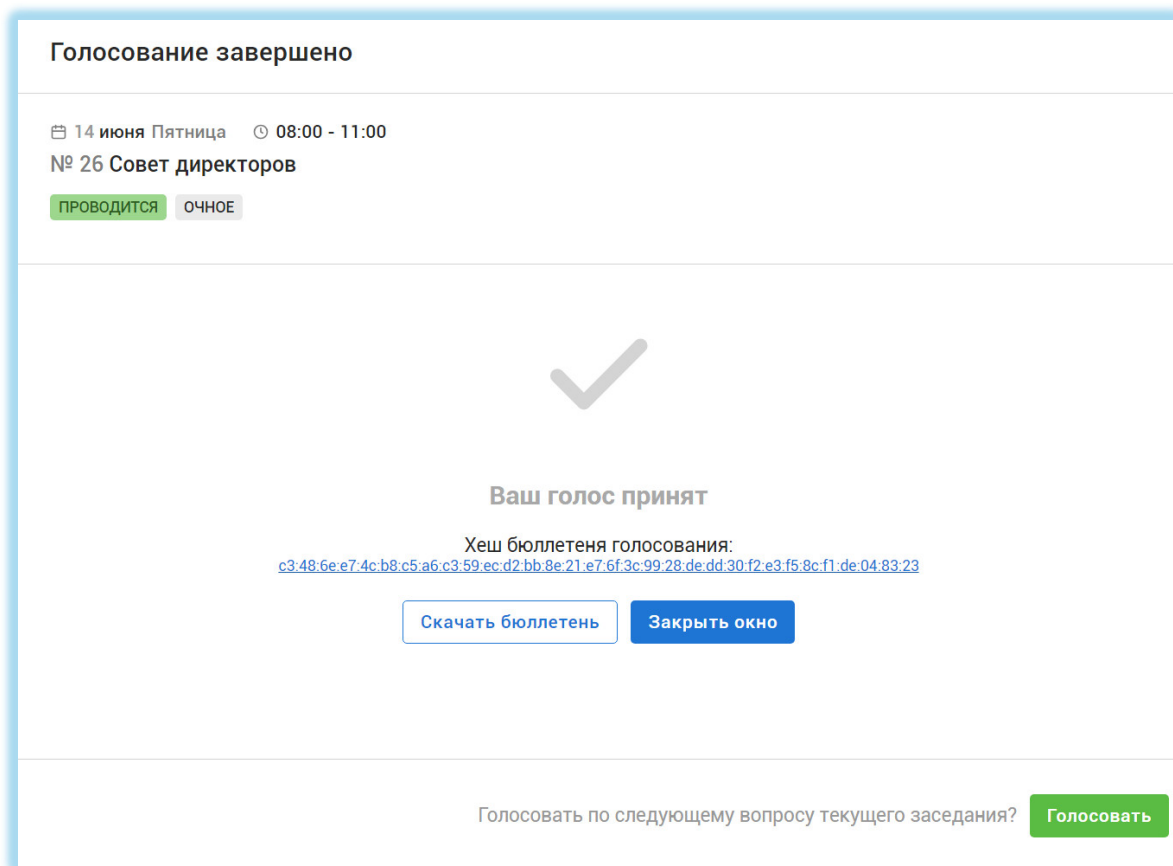 Голосование завершено
14 июня Пятница 08:00 - 11:00
№ 26 Совет директоров
ПРОВОДИТСЯ ОЧНОЕ
Ваш голос принят
Хеш бюллетеня голосования:
c3:48:6e:e7:4c:b8:c5:a6:c3:59:ec:d2:bb:8e:21:e7:6f:3c:99:28:de:dd:30:f2:e3:f5:8c:f1:de:04:83:23
Скачать бюллетень Закрыть окно
Голосовать по следующему вопросу текущего заседания? Голосовать